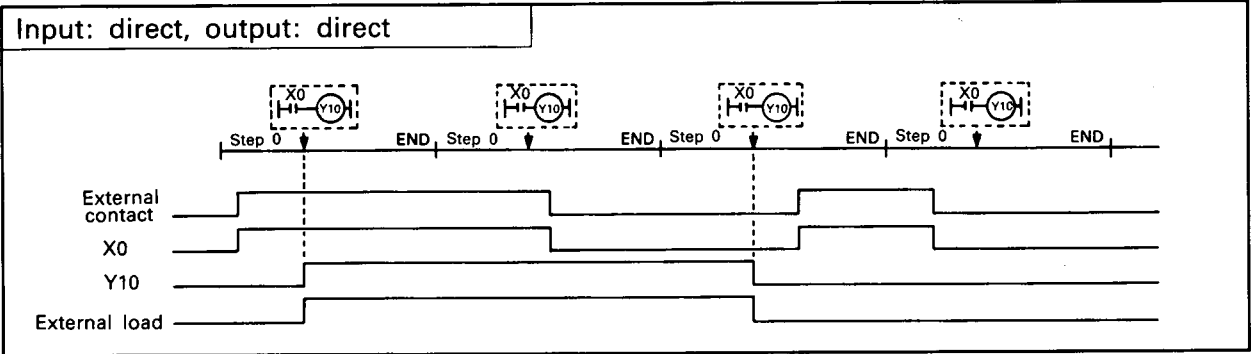 Input: direct, output: direct
X0 X0 X0 X0
Y10 Y10 Y10 Y10
Step 0 END Step 0 END Step 0 END Step 0 END
External
contact
X0
Y10
External load